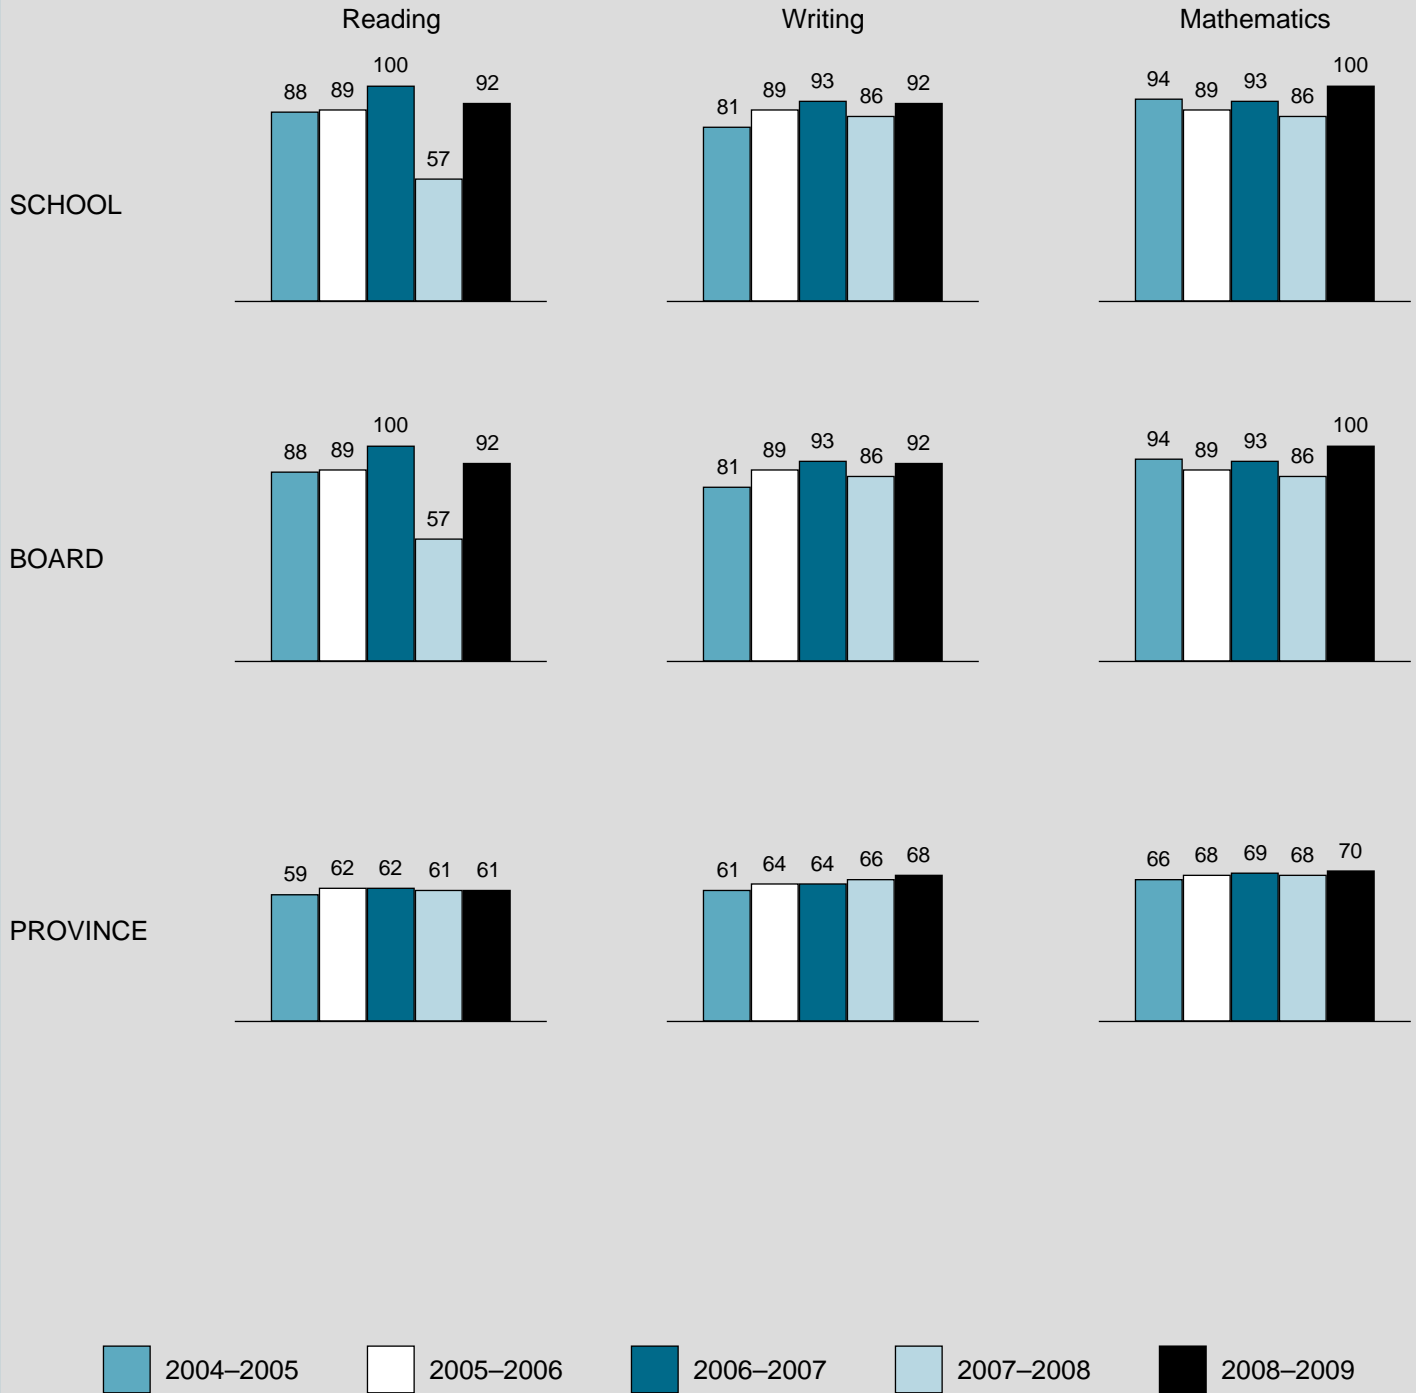 Reading Writing Mathematics
88 89 100 57 92
81 89 93 86 92
94 89 93 86 100
SCHOOL
88 89 100 57 92
81 89 93 86 92
94 89 93 86 100
BOARD
59 62 62 61 61
61 64 64 66 68
66 68 69 68 70
PROVINCE
2004–2005 2005–2006 2006–2007 2007–2008 2008–2009